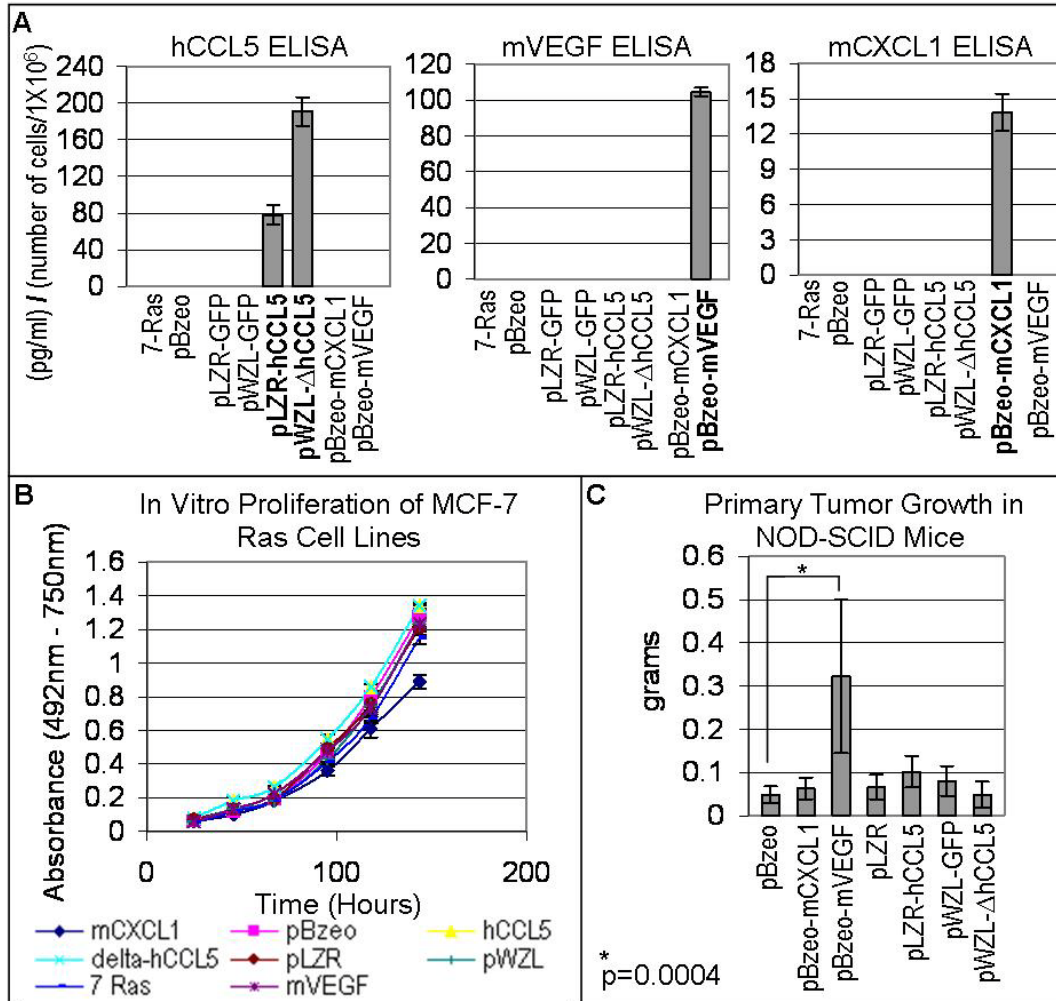 A
hCCL5 ELISA
mVEGF ELISA
mCXCL1 ELISA
(pg/ml) / (number of cells/1X10⁶)
240
200
160
120
80
40
0
7-Ras
pBzeo
pLZR-GFP
pWZL-GFP
pLZR-hCCL5
pWZL-ΔhCCL5
pBzeo-mCXCL1
pBzeo-mVEGF
120
100
80
60
40
20
0
7-Ras
pBzeo
pLZR-GFP
pWZL-GFP
pLZR-hCCL5
pWZL-ΔhCCL5
pBzeo-mCXCL1
pBzeo-mVEGF
18
15
12
9
6
3
0
7-Ras
pBzeo
pLZR-GFP
pWZL-GFP
pLZR-hCCL5
pWZL-ΔhCCL5
pBzeo-mCXCL1
pBzeo-mVEGF
B
In Vitro Proliferation of MCF-7
Ras Cell Lines
Absorbance (492nm - 750nm)
1.6
1.4
1.2
1
0.8
0.6
0.4
0.2
0
0 100 200
Time (Hours)
mCXCL1 pBzeo hCCL5
delta-hCCL5 pLZR pWZL
7 Ras mVEGF
C
Primary Tumor Growth in
NOD-SCID Mice
grams
0.6
0.5
0.4
0.3
0.2
0.1
0
*
pBzeo
pBzeo-mCXCL1
pBzeo-mVEGF
pLZR
pLZR-hCCL5
pWZL-GFP
pWZL-ΔhCCL5
*
p=0.0004